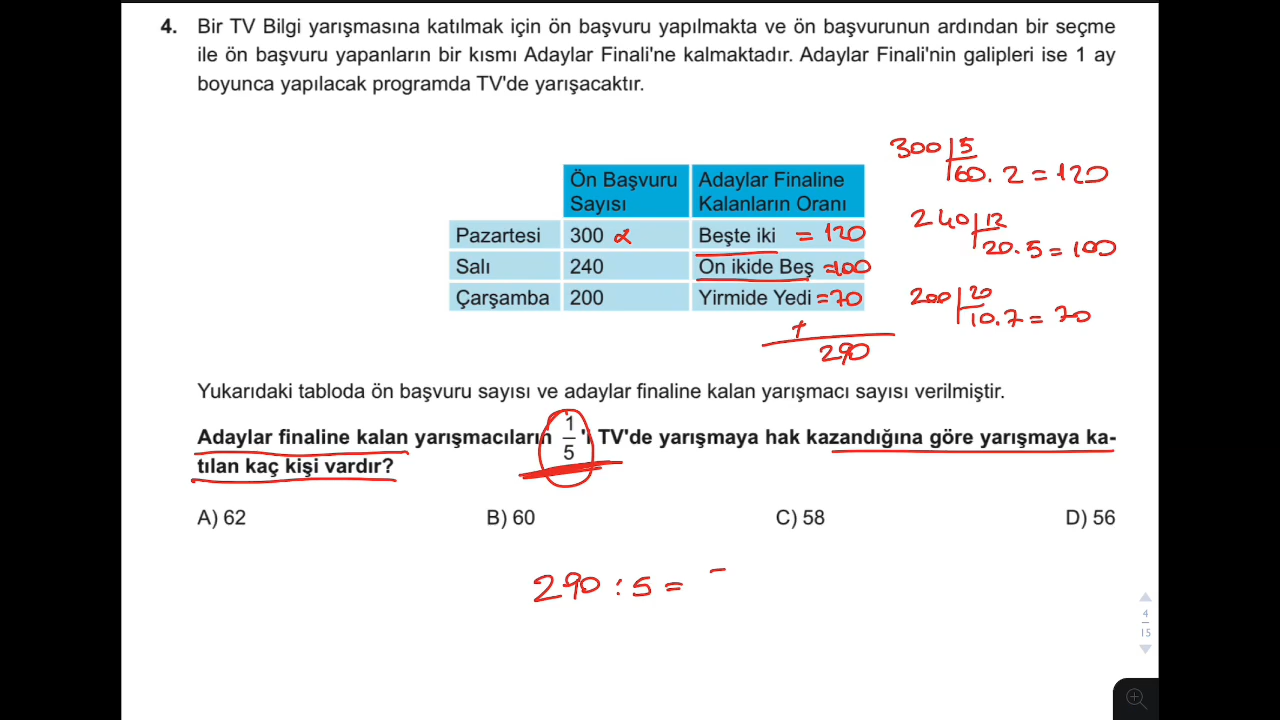 4. Bir TV Bilgi yarışmasına katılmak için ön başvuru yapılmakta ve ön başvurunun ardından bir seçme
ile ön başvuru yapanların bir kısmı Adaylar Finali'ne kalmaktadır. Adaylar Finali'nin galipleri ise 1 ay
boyunca yapılacak programda TV'de yarışacaktır.
300 5
60. 2 = 120
Ön Başvuru Sayısı Adaylar Finaline Kalanların Oranı
240 12
20. 5 = 100
Pazartesi 300 Beşte iki = 120
Salı 240 On ikide Beş =100
Çarşamba 200 Yirmide Yedi =70
200 20
10. 7 = 70
+
290
Yukarıdaki tabloda ön başvuru sayısı ve adaylar finaline kalan yarışmacı sayısı verilmiştir.
Adaylar finaline kalan yarışmacıların 1/5 'i TV'de yarışmaya hak kazandığına göre yarışmaya ka-
tılan kaç kişi vardır?
A) 62 B) 60 C) 58 D) 56
290 : 5 =
4
15